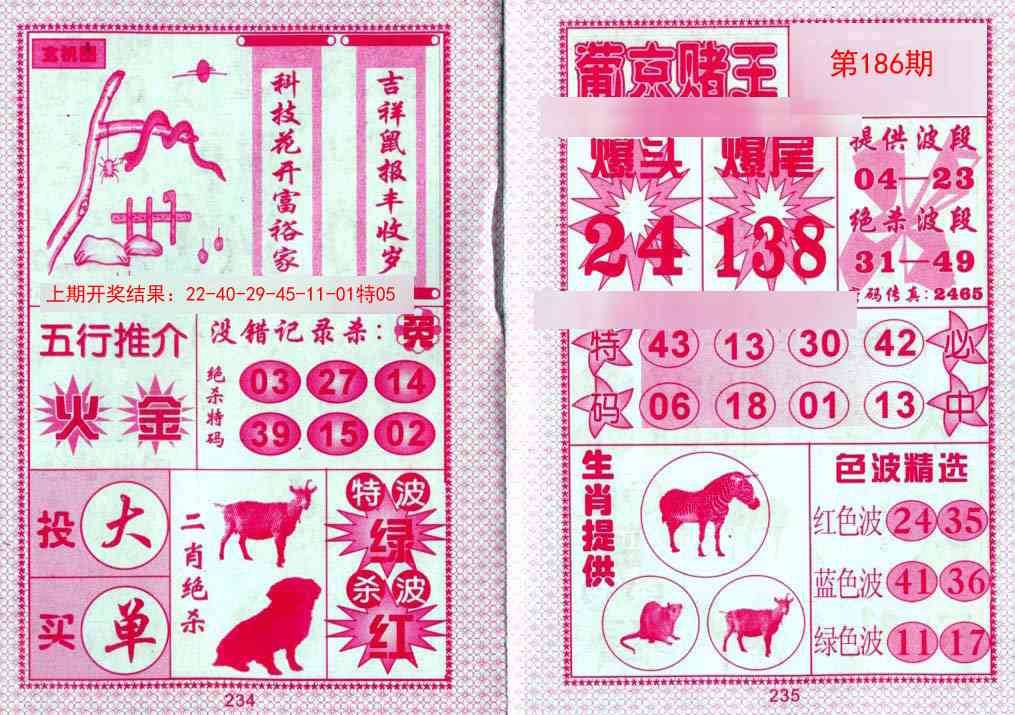 玄机图
科技花开富裕家
吉祥鼠报丰收岁
上期开奖结果：22-40-29-45-11-01特05
五行推介
火 金
没错记录杀：
绝杀特码
03 27 14
39 15 02
投 大
买 单
二肖绝杀
特波
绿
杀波
红
234
葡京赌王
第186期
爆头
24
爆尾
138
提供波段
04—23
绝杀波段
31—49
玄码传真：2465
特码
43 13 30 42
06 18 01 13
必中
生肖提供
色波精选
红色波 24 35
蓝色波 41 36
绿色波 11 17
235